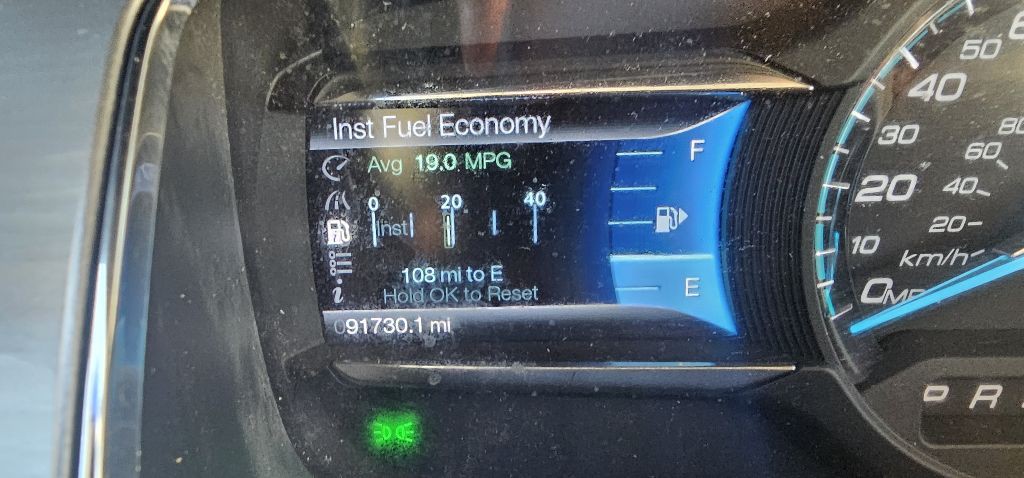 Inst Fuel Economy
Avg 19.0 MPG
0 20 40
Inst
108 mi to E
Hold OK to Reset
091730.1 mi
F
E
50
40
30
20
10
0
80
60
40
20
km/h
P R